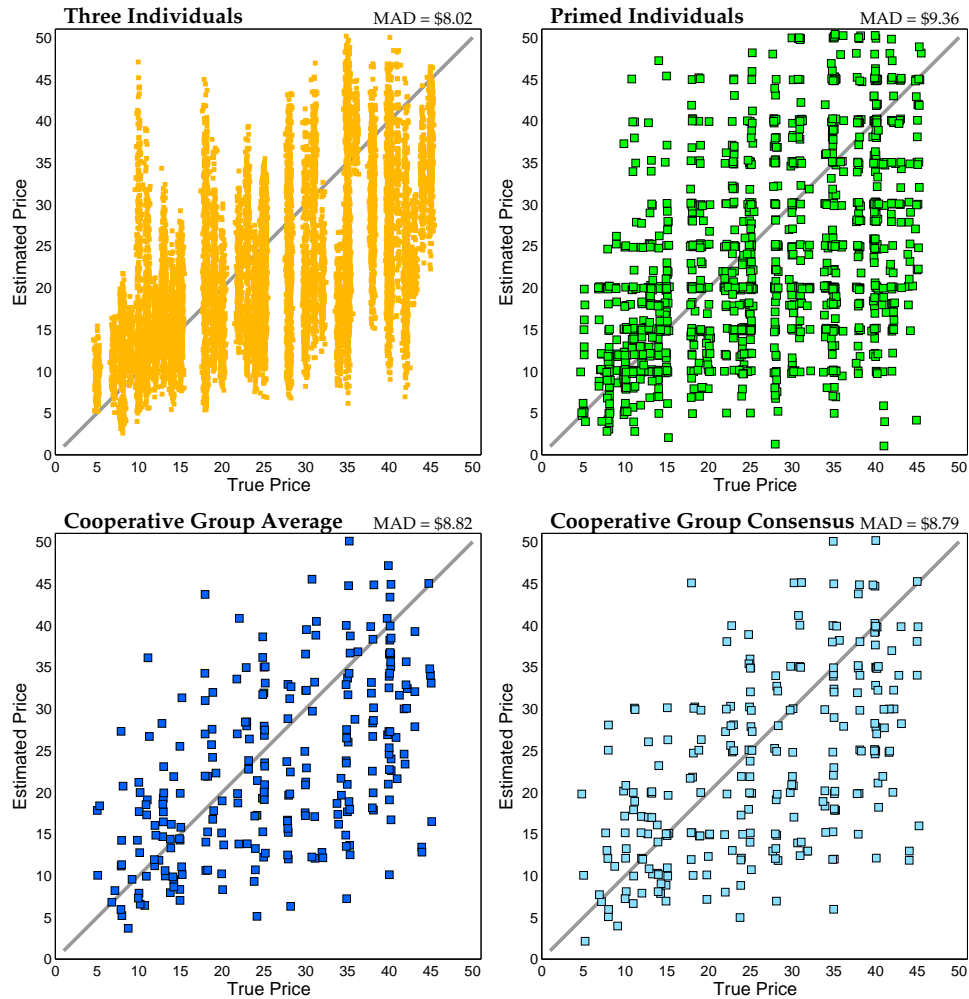 Three Individuals MAD = $8.02
50
45
40
35
30
25
20
15
10
5
0
Estimated Price
0 5 10 15 20 25 30 35 40 45 50
True Price
Primed Individuals MAD = $9.36
50
45
40
35
30
25
20
15
10
5
0
Estimated Price
0 5 10 15 20 25 30 35 40 45 50
True Price
Cooperative Group Average MAD = $8.82
50
45
40
35
30
25
20
15
10
5
0
Estimated Price
0 5 10 15 20 25 30 35 40 45 50
True Price
Cooperative Group Consensus MAD = $8.79
50
45
40
35
30
25
20
15
10
5
0
Estimated Price
0 5 10 15 20 25 30 35 40 45 50
True Price